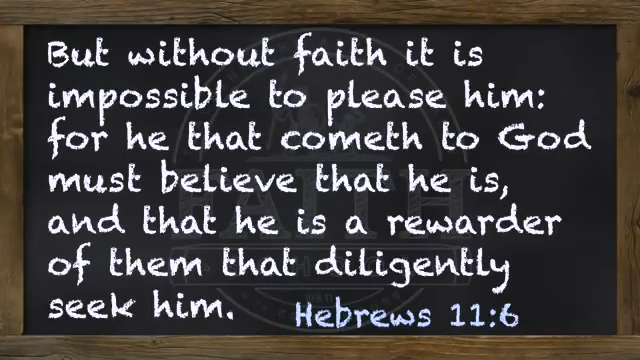 But without faith it is
impossible to please him:
for he that cometh to God
must believe that he is,
and that he is a rewarder
of them that diligently
seek him.
Hebrews 11:6
FAITH